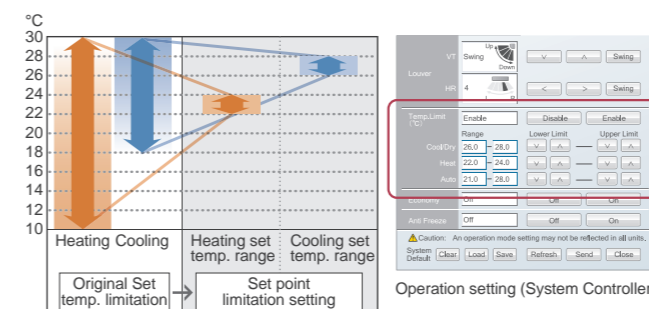 °C
30
28
26
24
22
20
18
16
14
12
10
Heating Cooling
Heating set
temp. range
Cooling set
temp. range
Original Set
temp. limitation
Set point
limitation setting
Louver
VT Swing Up Down Swing
HR 4 L R Swing
Temp.Limit
(°C)
Enable Disable Enable
Range Lower Limit Upper Limit
Cool/Dry 26.0 - 28.0
Heat 22.0 - 24.0
Auto 21.0 - 28.0
Economy Off Off On
Anti Freeze Off Off On
Caution: An operation mode setting may not be reflected in all units,
System
Default
Clear Load Save Refresh Send Close
Operation setting (System Controller